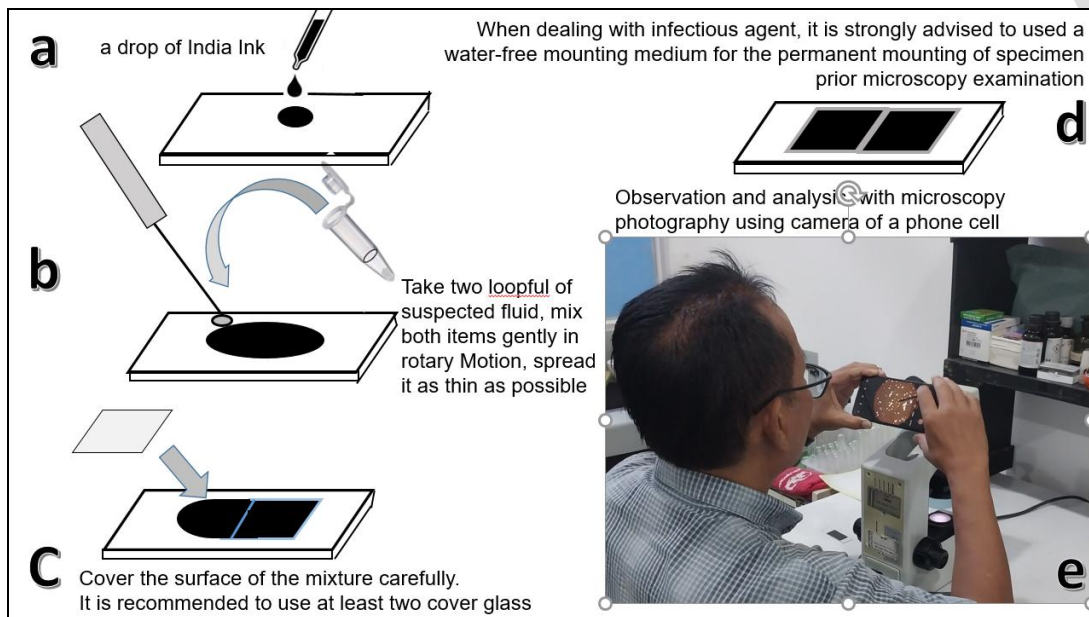 a
a drop of India Ink
b
Take two loopful of
suspected fluid, mix
both items gently in
rotary Motion, spread
it as thin as possible
C
Cover the surface of the mixture carefully.
It is recommended to use at least two cover glass
When dealing with infectious agent, it is strongly advised to used a
water-free mounting medium for the permanent mounting of specimen
prior microscopy examination
d
Observation and analysis with microscopy
photography using camera of a phone cell
e